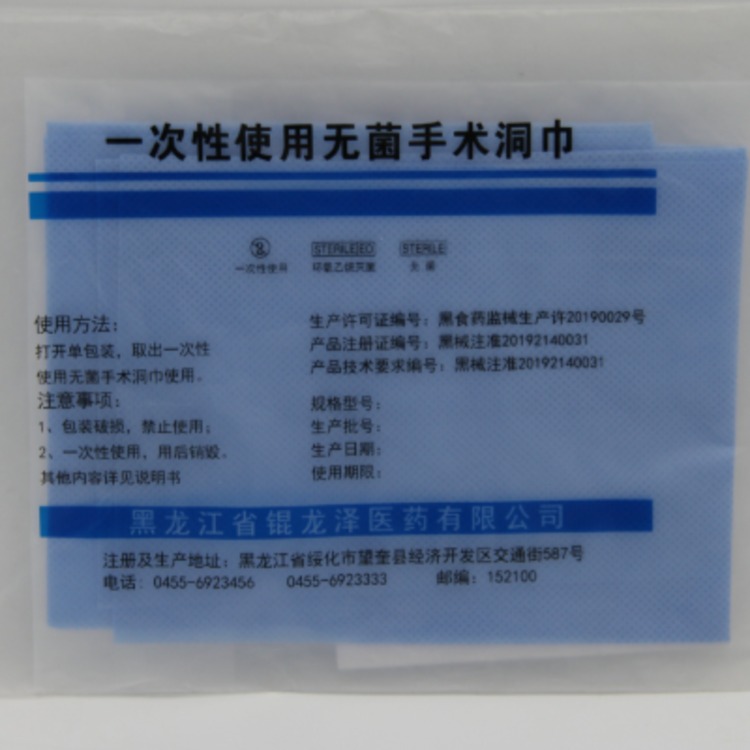 一次性使用无菌手术洞巾
STERILE EO STERILE
一次性使用 环氧乙烷灭菌 无菌
使用方法：
打开单包装，取出一次性
使用无菌手术洞巾使用。
注意事项：
1、包装破损，禁止使用；
2、一次性使用，用后销毁。
其他内容详见说明书
生产许可证编号：黑食药监械生产许20190029号
产品注册证编号：黑械注准20192140031
产品技术要求编号：黑械注准20192140031
规格型号：
生产批号：
生产日期：
使用期限：
黑龙江省锟龙泽医药有限公司
注册及生产地址：黑龙江省绥化市望奎县经济开发区交通街587号
电话：0455-6923456 0455-6923333 邮编：152100